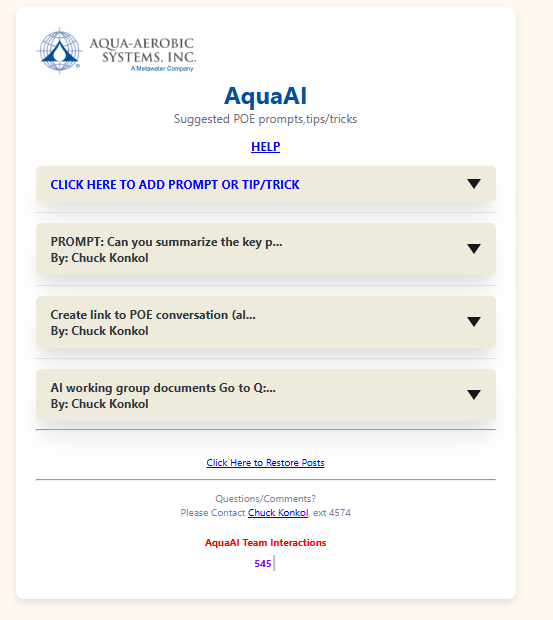 AQUA-AEROBIC
SYSTEMS, INC.
A Metawater Company
AquaAI
Suggested POE prompts,tips/tricks
HELP
CLICK HERE TO ADD PROMPT OR TIP/TRICK
PROMPT: Can you summarize the key p...
By: Chuck Konkol
Create link to POE conversation (al...
By: Chuck Konkol
AI working group documents Go to Q:...
By: Chuck Konkol
Click Here to Restore Posts
Questions/Comments?
Please Contact Chuck Konkol, ext 4574
AquaAI Team Interactions
545